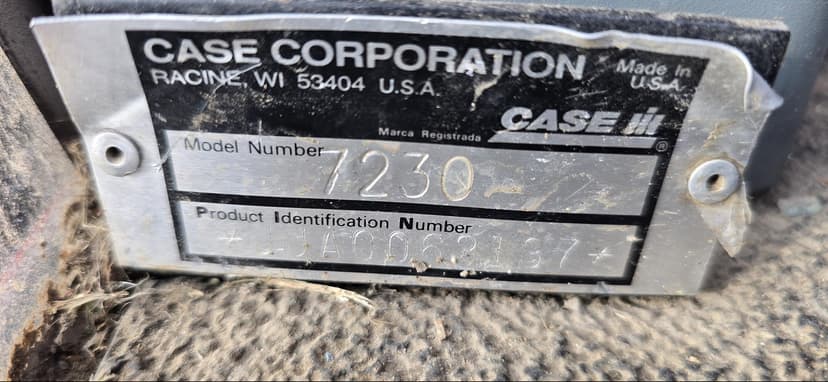 CASE CORPORATION
RACINE, WI 53404 U.S.A.
Made In
U.S.A
Marca Registrada
CASE IH ®
Model Number 7230
Product Identification Number